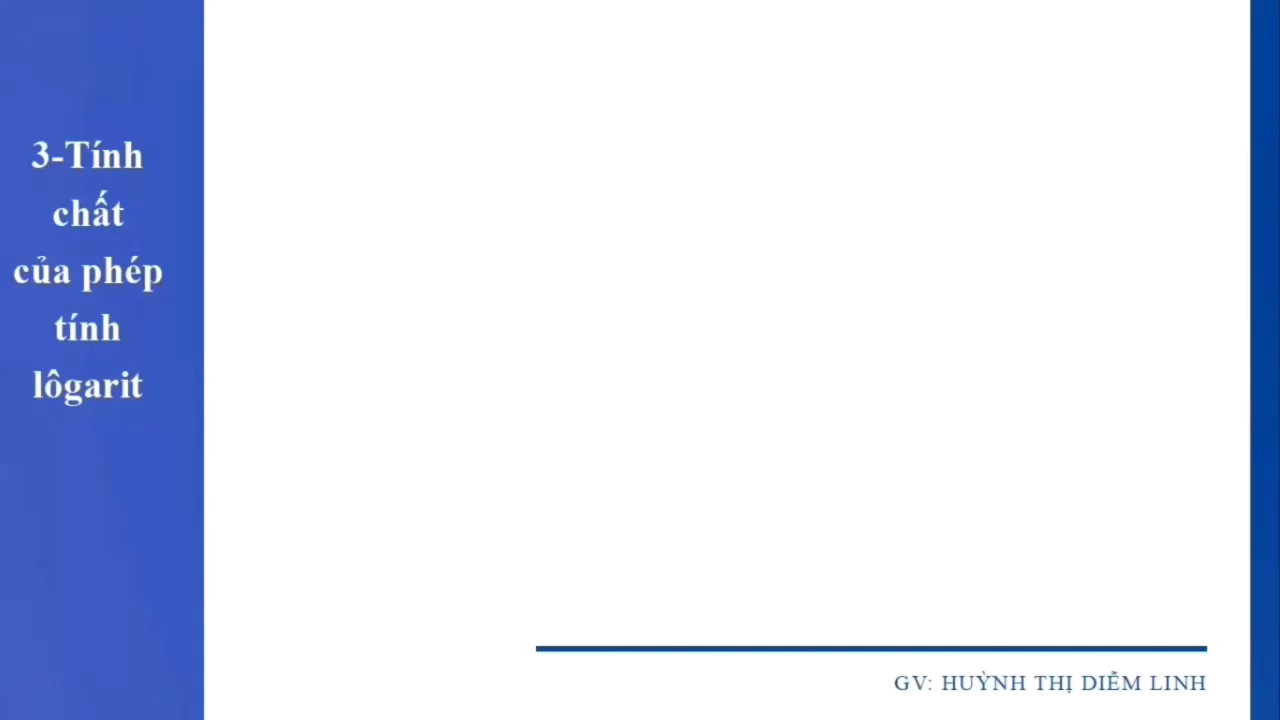 3-Tính
chất
của phép
tính
lôgarit
GV: HUỲNH THỊ DIỄM LINH